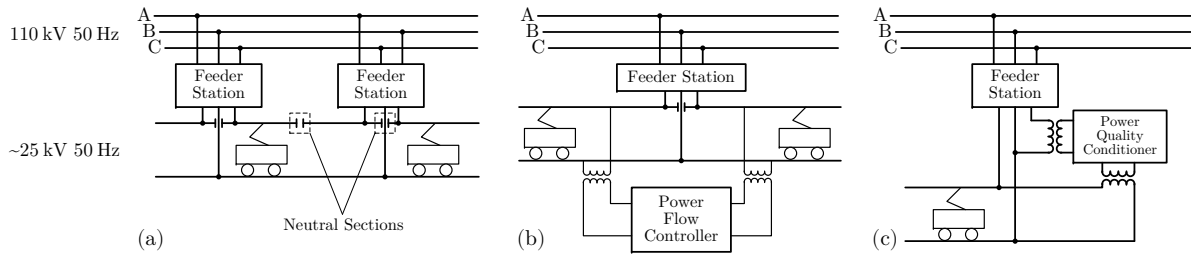 110 kV 50 Hz
~25 kV 50 Hz
A
B
C
Feeder
Station
Feeder
Station
Neutral Sections
(a)
A
B
C
Feeder Station
Power
Flow
Controller
(b)
A
B
C
Feeder
Station
Power
Quality
Conditioner
(c)